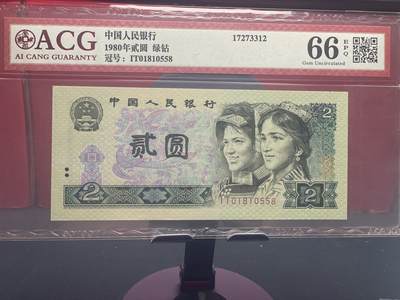 ACG
AI CANG GUARANTY
中国人民银行
1980年贰圆 绿钻
冠号：IT01810558
17273312
66 EPQ
Gem Uncirculated
中国人民银行
2
贰圆
2
2
IT01810558